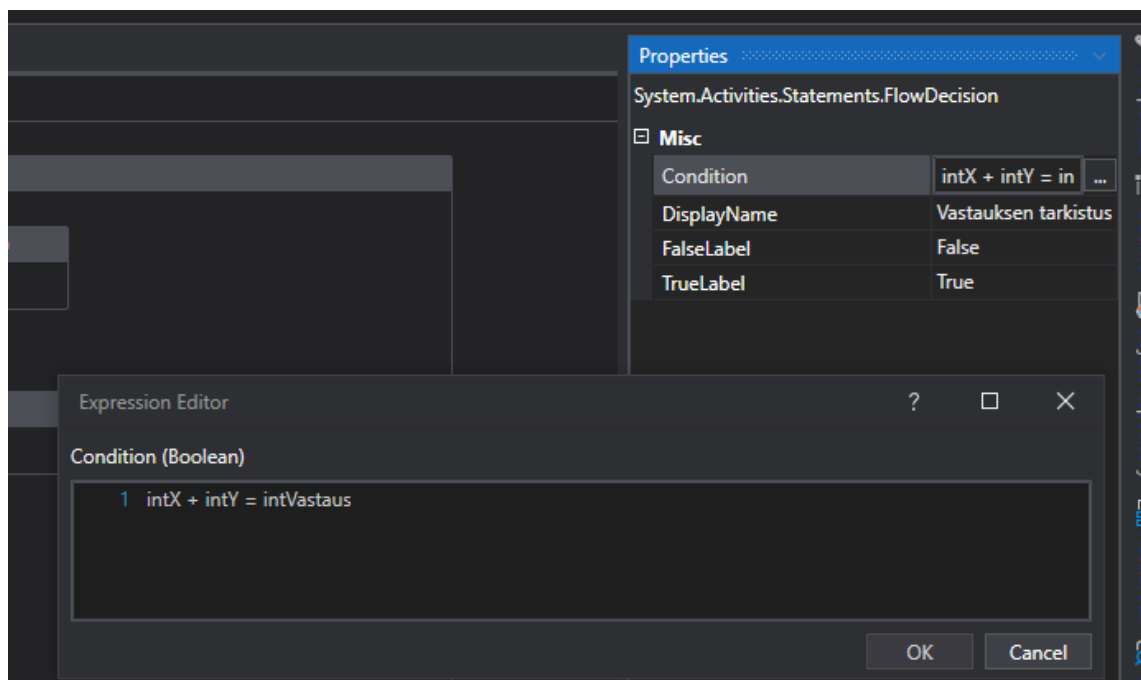 Properties
System.Activities.Statements.FlowDecision
Misc
Condition intX + intY = in ...
DisplayName Vastauksen tarkistus
FalseLabel False
TrueLabel True
Expression Editor ?
Condition (Boolean)
1 intX + intY = intVastaus
OK Cancel